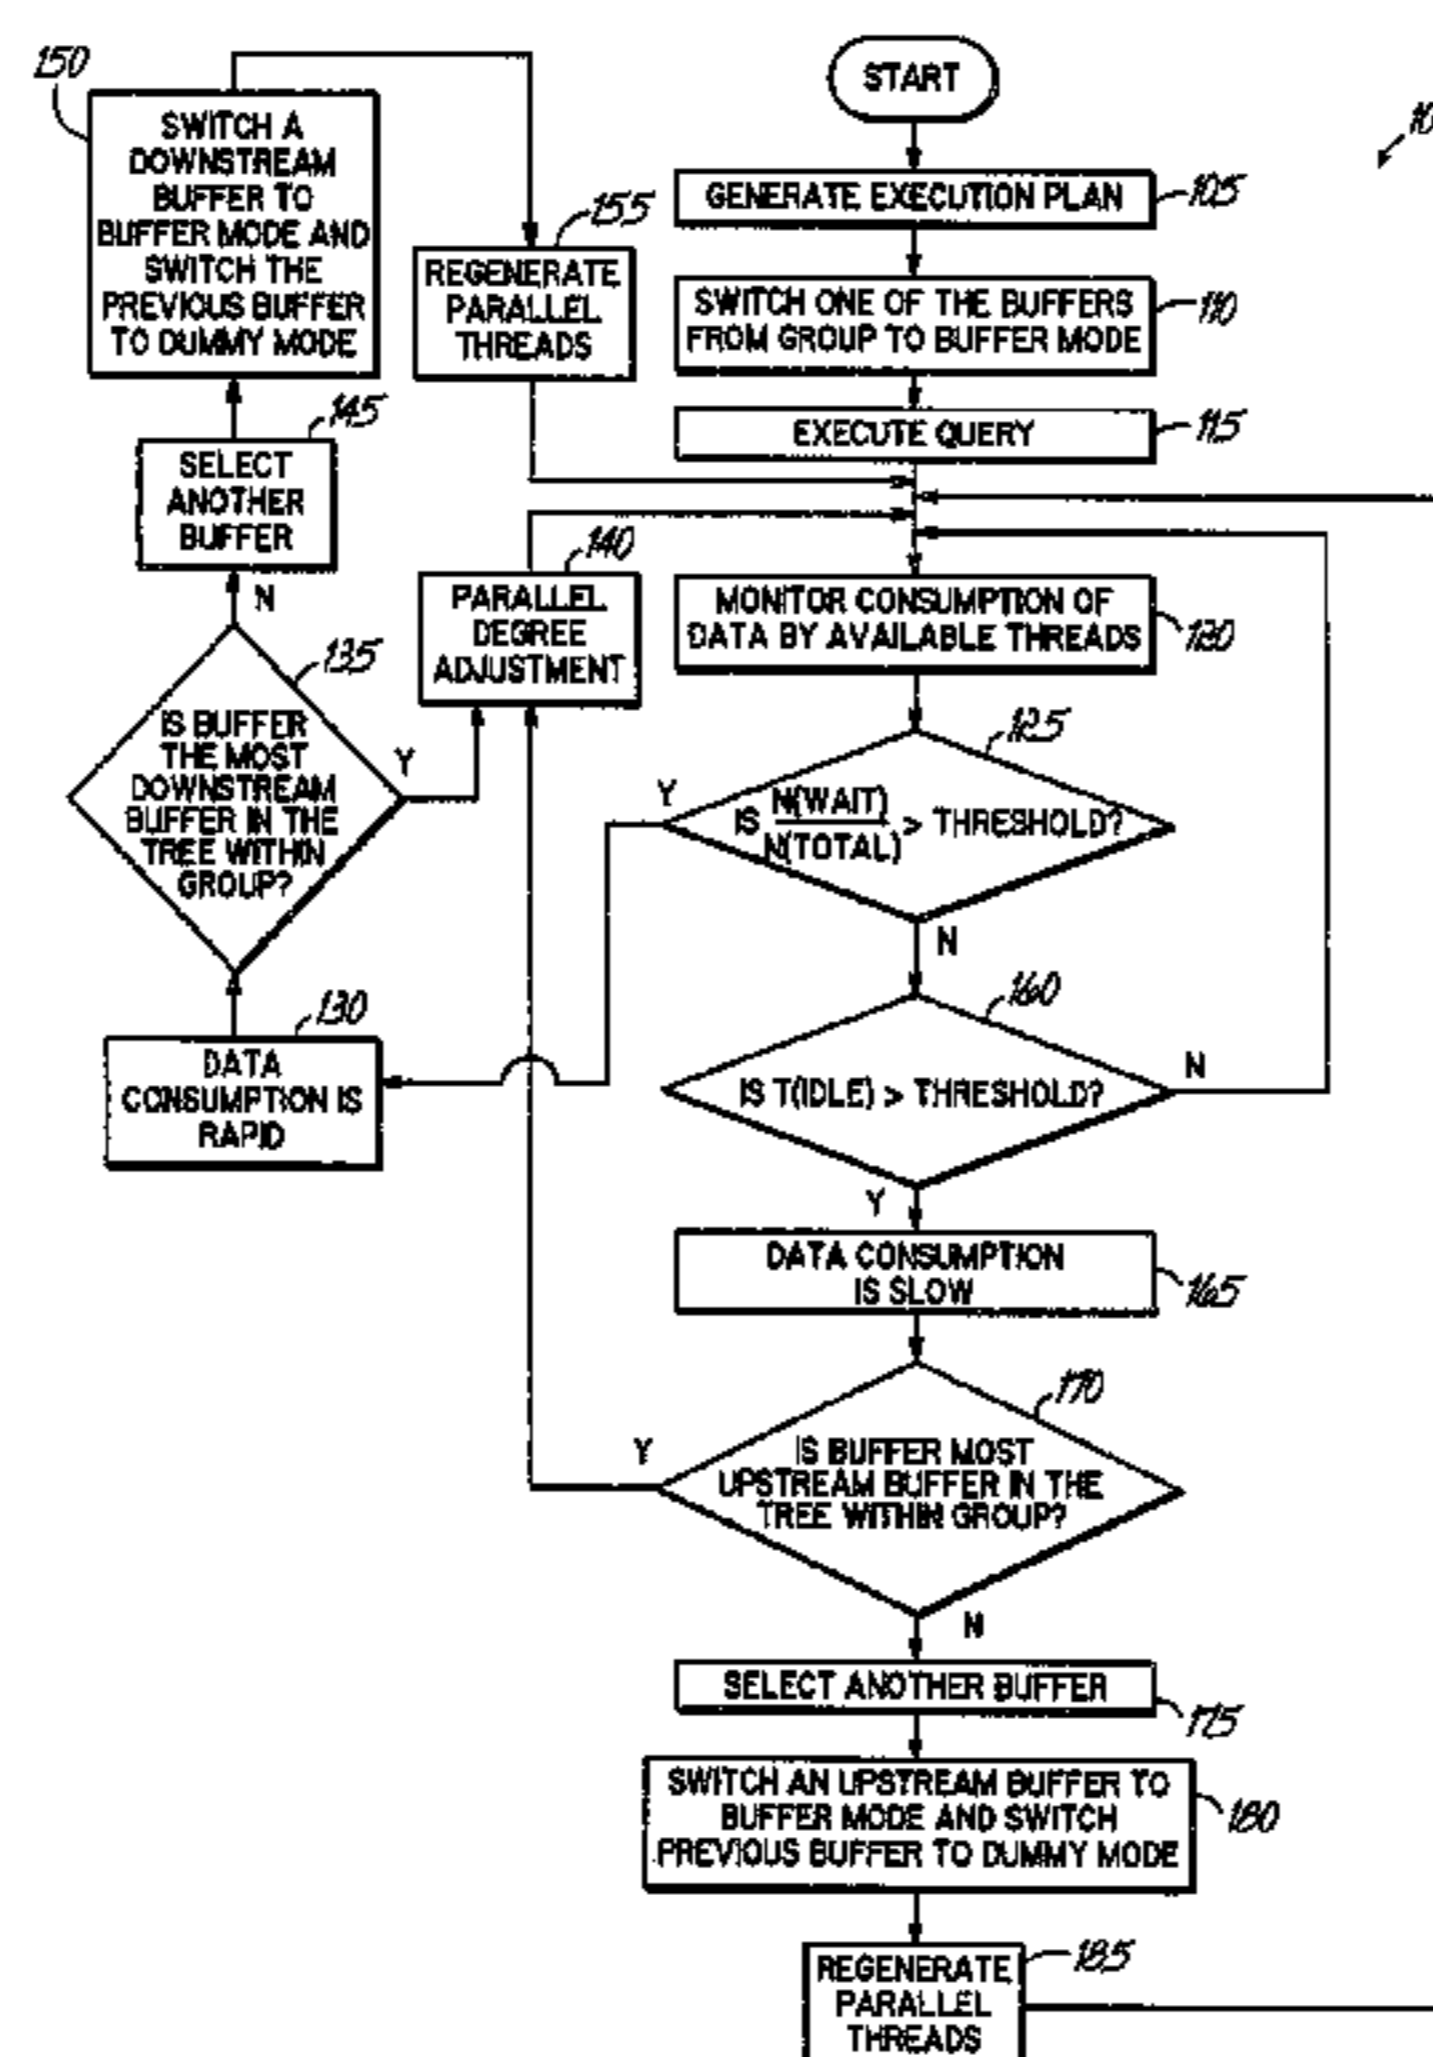 START
10
GENERATE EXECUTION PLAN
105
SWITCH ONE OF THE BUFFERS
FROM GROUP TO BUFFER MODE
110
EXECUTE QUERY
115
MONITOR CONSUMPTION OF
DATA BY AVAILABLE THREADS
120
125
IS N(WAIT)
N(TOTAL) > THRESHOLD?
Y
N
160
IS T(IDLE) > THRESHOLD?
N
Y
DATA CONSUMPTION
IS SLOW
165
170
IS BUFFER MOST
UPSTREAM BUFFER IN THE
TREE WITHIN GROUP?
Y
N
SELECT ANOTHER BUFFER
175
SWITCH AN UPSTREAM BUFFER TO
BUFFER MODE AND SWITCH
PREVIOUS BUFFER TO DUMMY MODE
180
REGENERATE
PARALLEL
THREADS
185
130
DATA
CONSUMPTION IS
RAPID
135
IS BUFFER
THE MOST
DOWNSTREAM
BUFFER IN THE
TREE WITHIN
GROUP?
Y
N
140
PARALLEL
DEGREE
ADJUSTMENT
145
SELECT
ANOTHER
BUFFER
150
SWITCH A
DOWNSTREAM
BUFFER TO
BUFFER MODE AND
SWITCH THE
PREVIOUS BUFFER
TO DUMMY MODE
155
REGENERATE
PARALLEL
THREADS